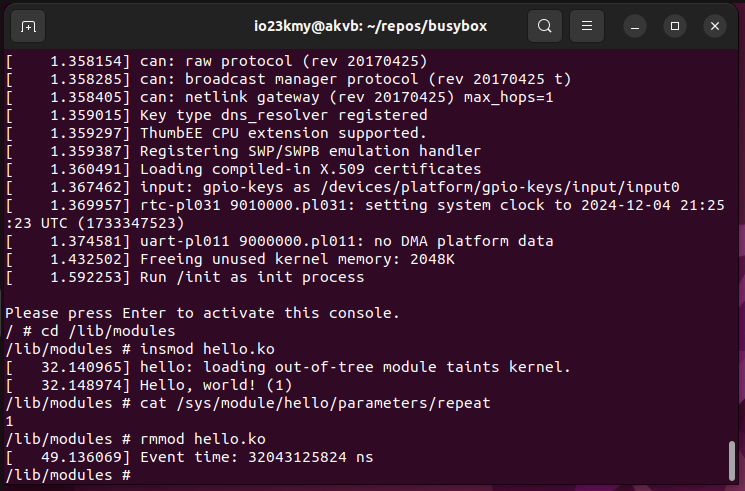 io23kmy@akvb: ~/repos/busybox
[    1.358154] can: raw protocol (rev 20170425)
[    1.358285] can: broadcast manager protocol (rev 20170425 t)
[    1.358405] can: netlink gateway (rev 20170425) max_hops=1
[    1.359015] Key type dns_resolver registered
[    1.359297] ThumbEE CPU extension supported.
[    1.359387] Registering SWP/SWPB emulation handler
[    1.360491] Loading compiled-in X.509 certificates
[    1.367462] input: gpio-keys as /devices/platform/gpio-keys/input/input0
[    1.369957] rtc-pl031 9010000.pl031: setting system clock to 2024-12-04 21:25
:23 UTC (1733347523)
[    1.374581] uart-pl011 9000000.pl011: no DMA platform data
[    1.432502] Freeing unused kernel memory: 2048K
[    1.592253] Run /init as init process

Please press Enter to activate this console.
/ # cd /lib/modules
/lib/modules # insmod hello.ko
[   32.140965] hello: loading out-of-tree module taints kernel.
[   32.148974] Hello, world! (1)
/lib/modules # cat /sys/module/hello/parameters/repeat
1
/lib/modules # rmmod hello.ko
[   49.136069] Event time: 32043125824 ns
/lib/modules #